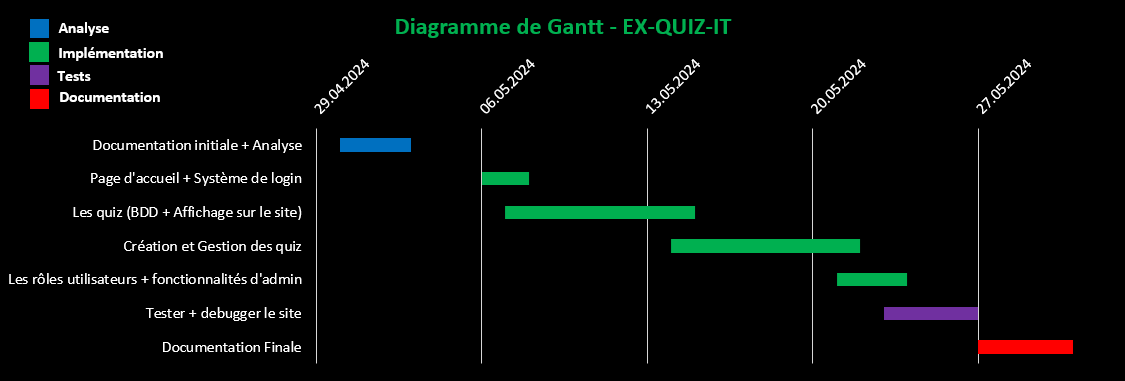 Diagramme de Gantt - EX-QUIZ-IT
Analyse
Implémentation
Tests
Documentation
29.04.2024
06.05.2024
13.05.2024
20.05.2024
27.05.2024
Documentation initiale + Analyse
Page d'accueil + Système de login
Les quiz (BDD + Affichage sur le site)
Création et Gestion des quiz
Les rôles utilisateurs + fonctionnalités d'admin
Tester + debugger le site
Documentation Finale